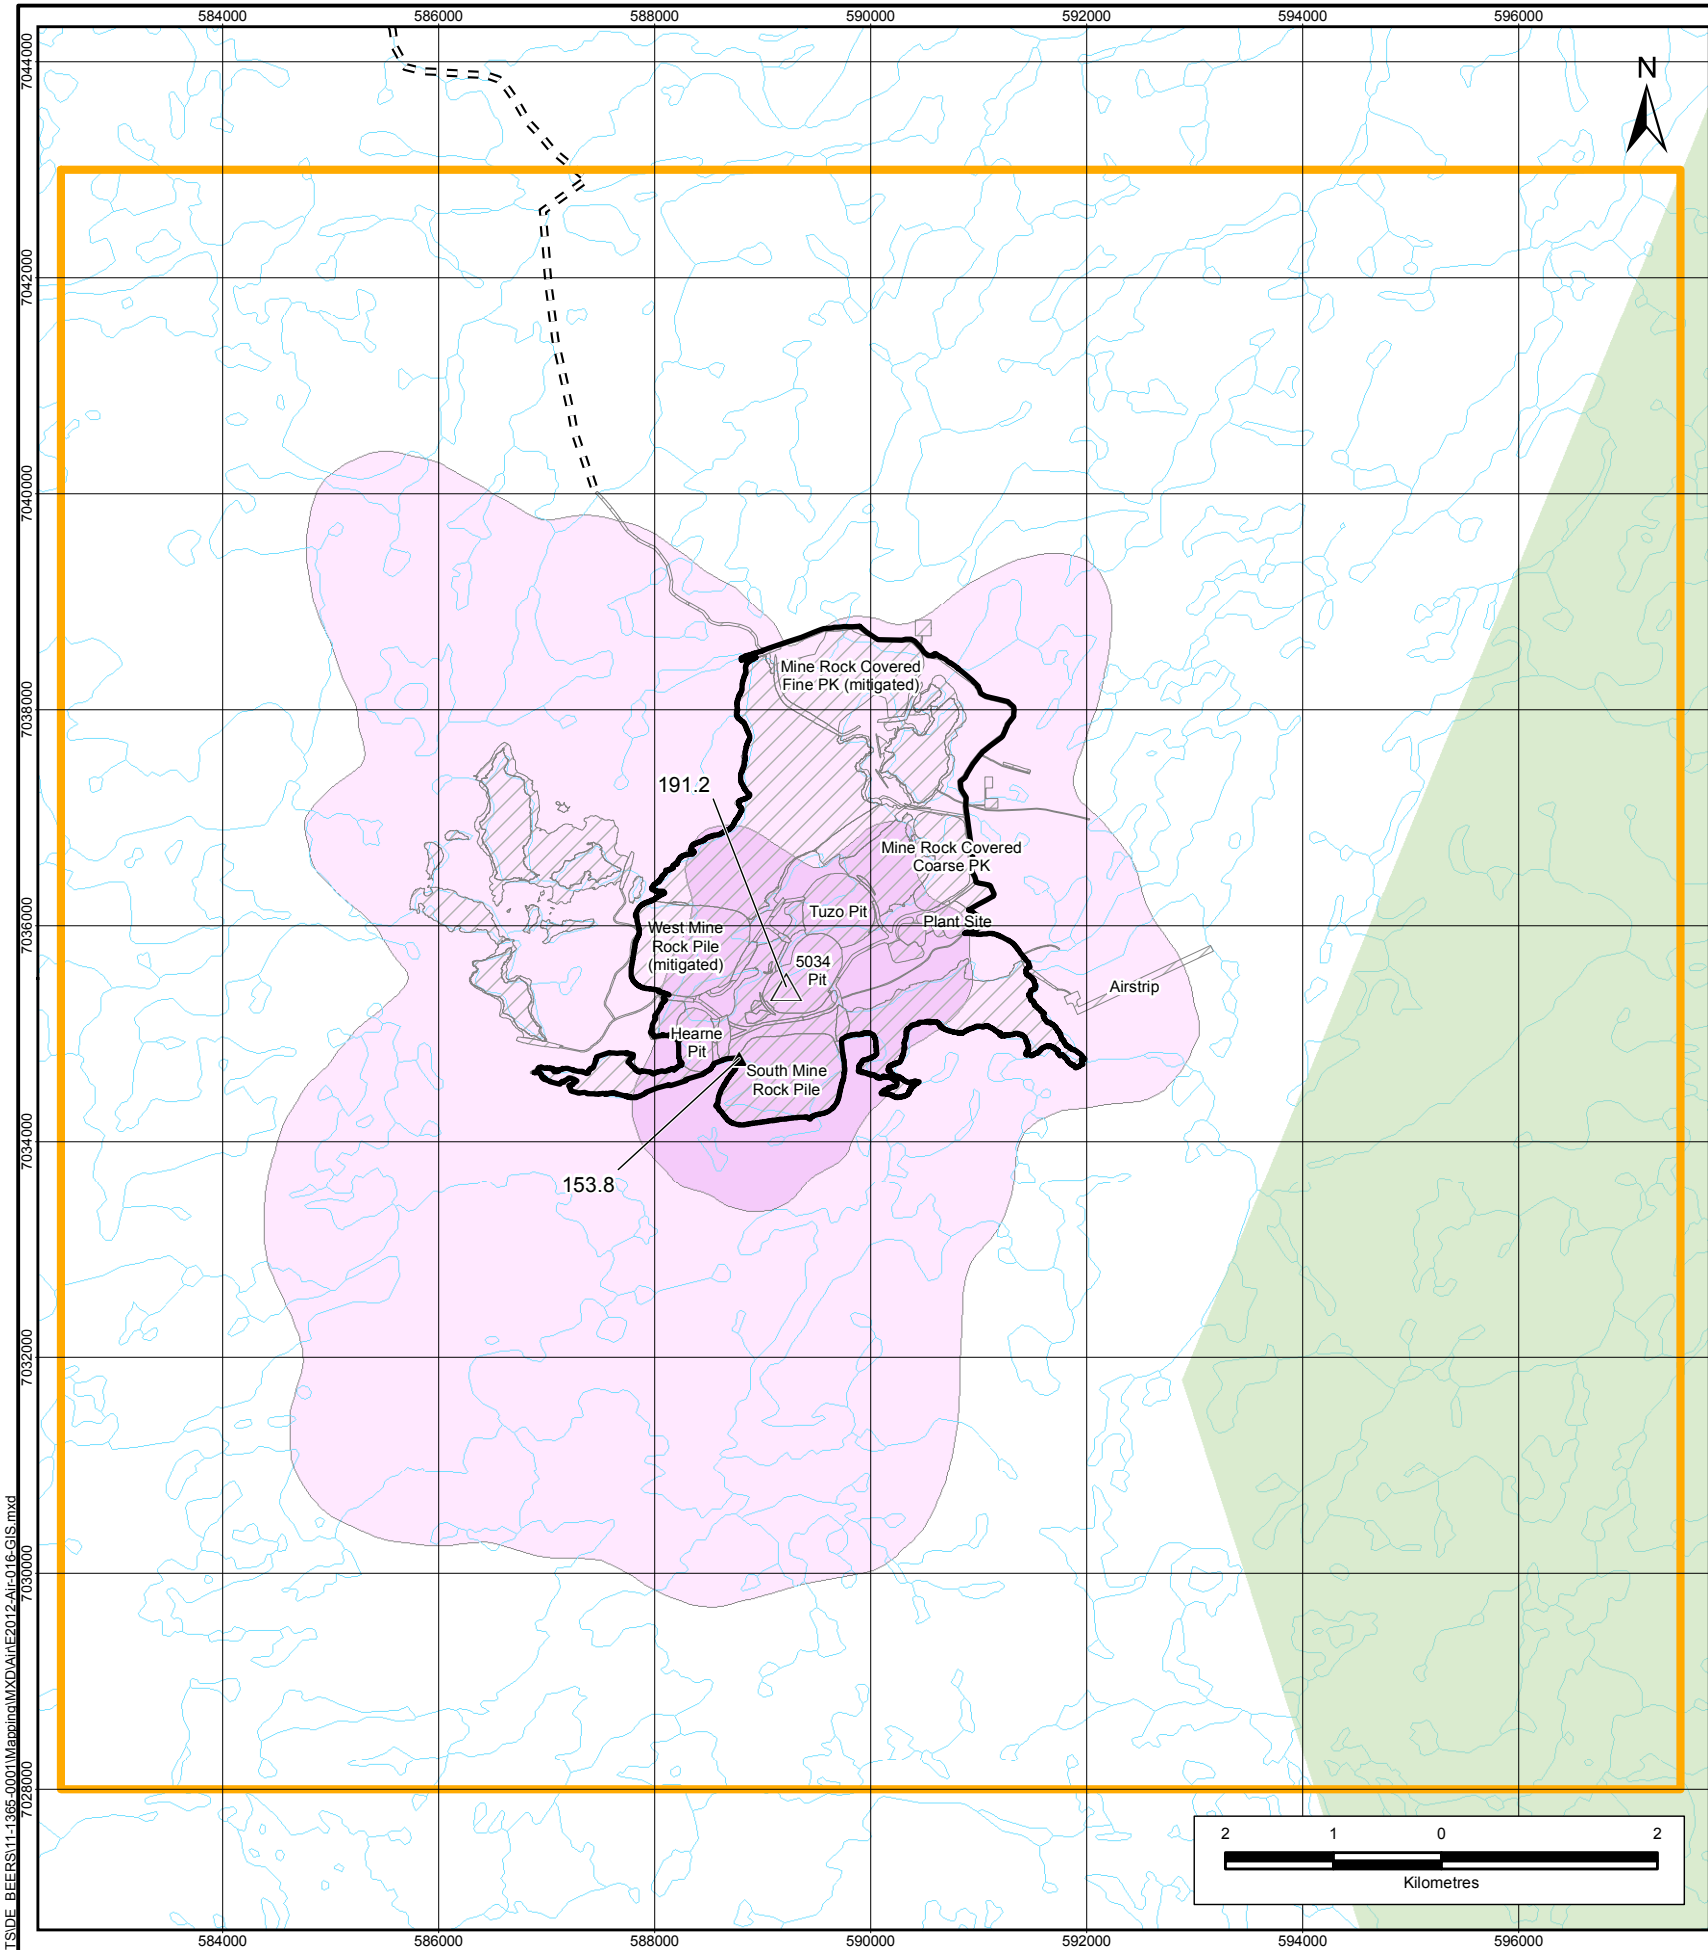 584000 586000 588000 590000 592000 594000 596000
7044000
N
7042000
7040000
Mine Rock Covered
Fine PK (mitigated)
7038000
191.2
Mine Rock Covered
Coarse PK
Tuzo Pit
7036000
Plant Site
West Mine
Rock Pile
(mitigated)
5034
Pit
Airstrip
Hearne
Pit
South Mine
Rock Pile
7034000
153.8
7032000
7030000
7028000
2 1 0 2
Kilometres
TS\DE_BEERS\11-1365-0001\Mapping\MXD\Air\E2012-Air-016-GIS.mxd
584000 586000 588000 590000 592000 594000 596000